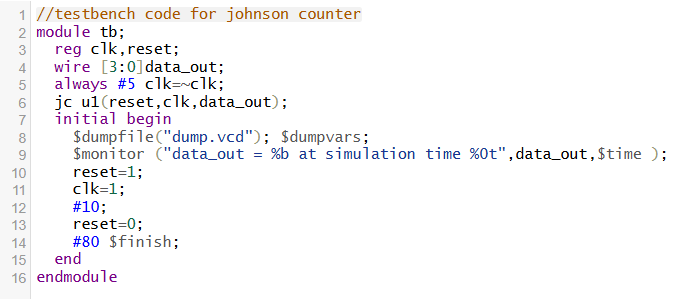 1 //testbench code for johnson counter
2 module tb;
3 reg clk,reset;
4 wire [3:0]data_out;
5 always #5 clk=~clk;
6 jc u1(reset,clk,data_out);
7 initial begin
8 $dumpfile("dump.vcd"); $dumpvars;
9 $monitor ("data_out = %b at simulation time %0t",data_out,$time );
10 reset=1;
11 clk=1;
12 #10;
13 reset=0;
14 #80 $finish;
15 end
16 endmodule